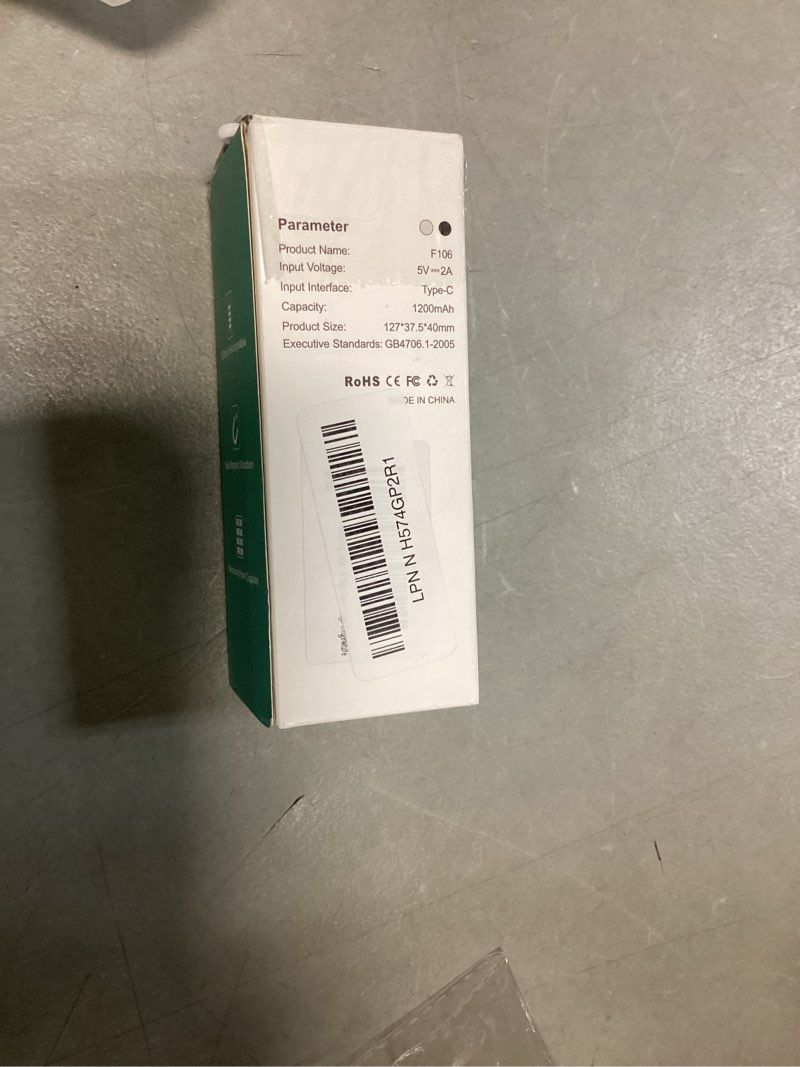 Parameter
Product Name: F106
Input Voltage: 5V⎓2A
Input Interface: Type-C
Capacity: 1200mAh
Product Size: 127*37.5*40mm
Executive Standards: GB4706.1-2005
RoHS CE FC
MADE IN CHINA
LPN N H574GP2R1